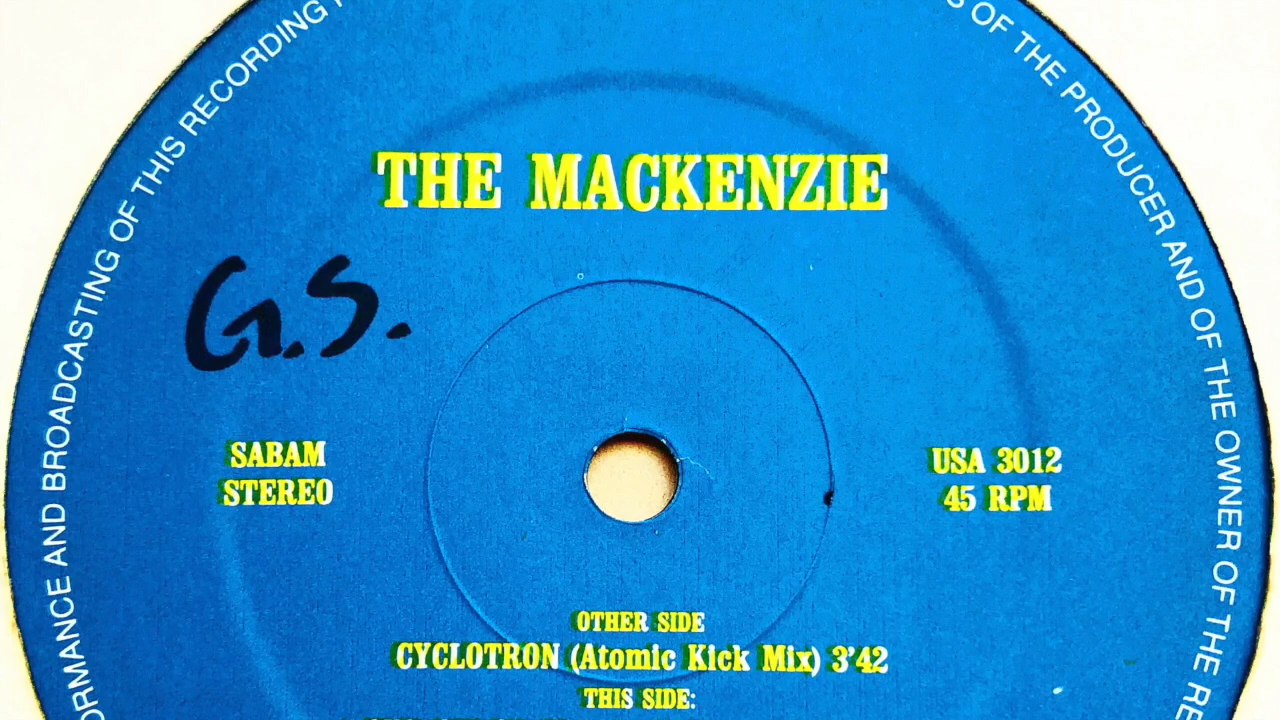 ORMANCE AND BROADCASTING OF THIS RECORDING
S OF THE PRODUCER AND OF THE OWNER OF THE RE
THE MACKENZIE
G.S.
SABAM
STEREO
USA 3012
45 RPM
OTHER SIDE
CYCLOTRON (Atomic Kick Mix) 3'42
THIS SIDE: